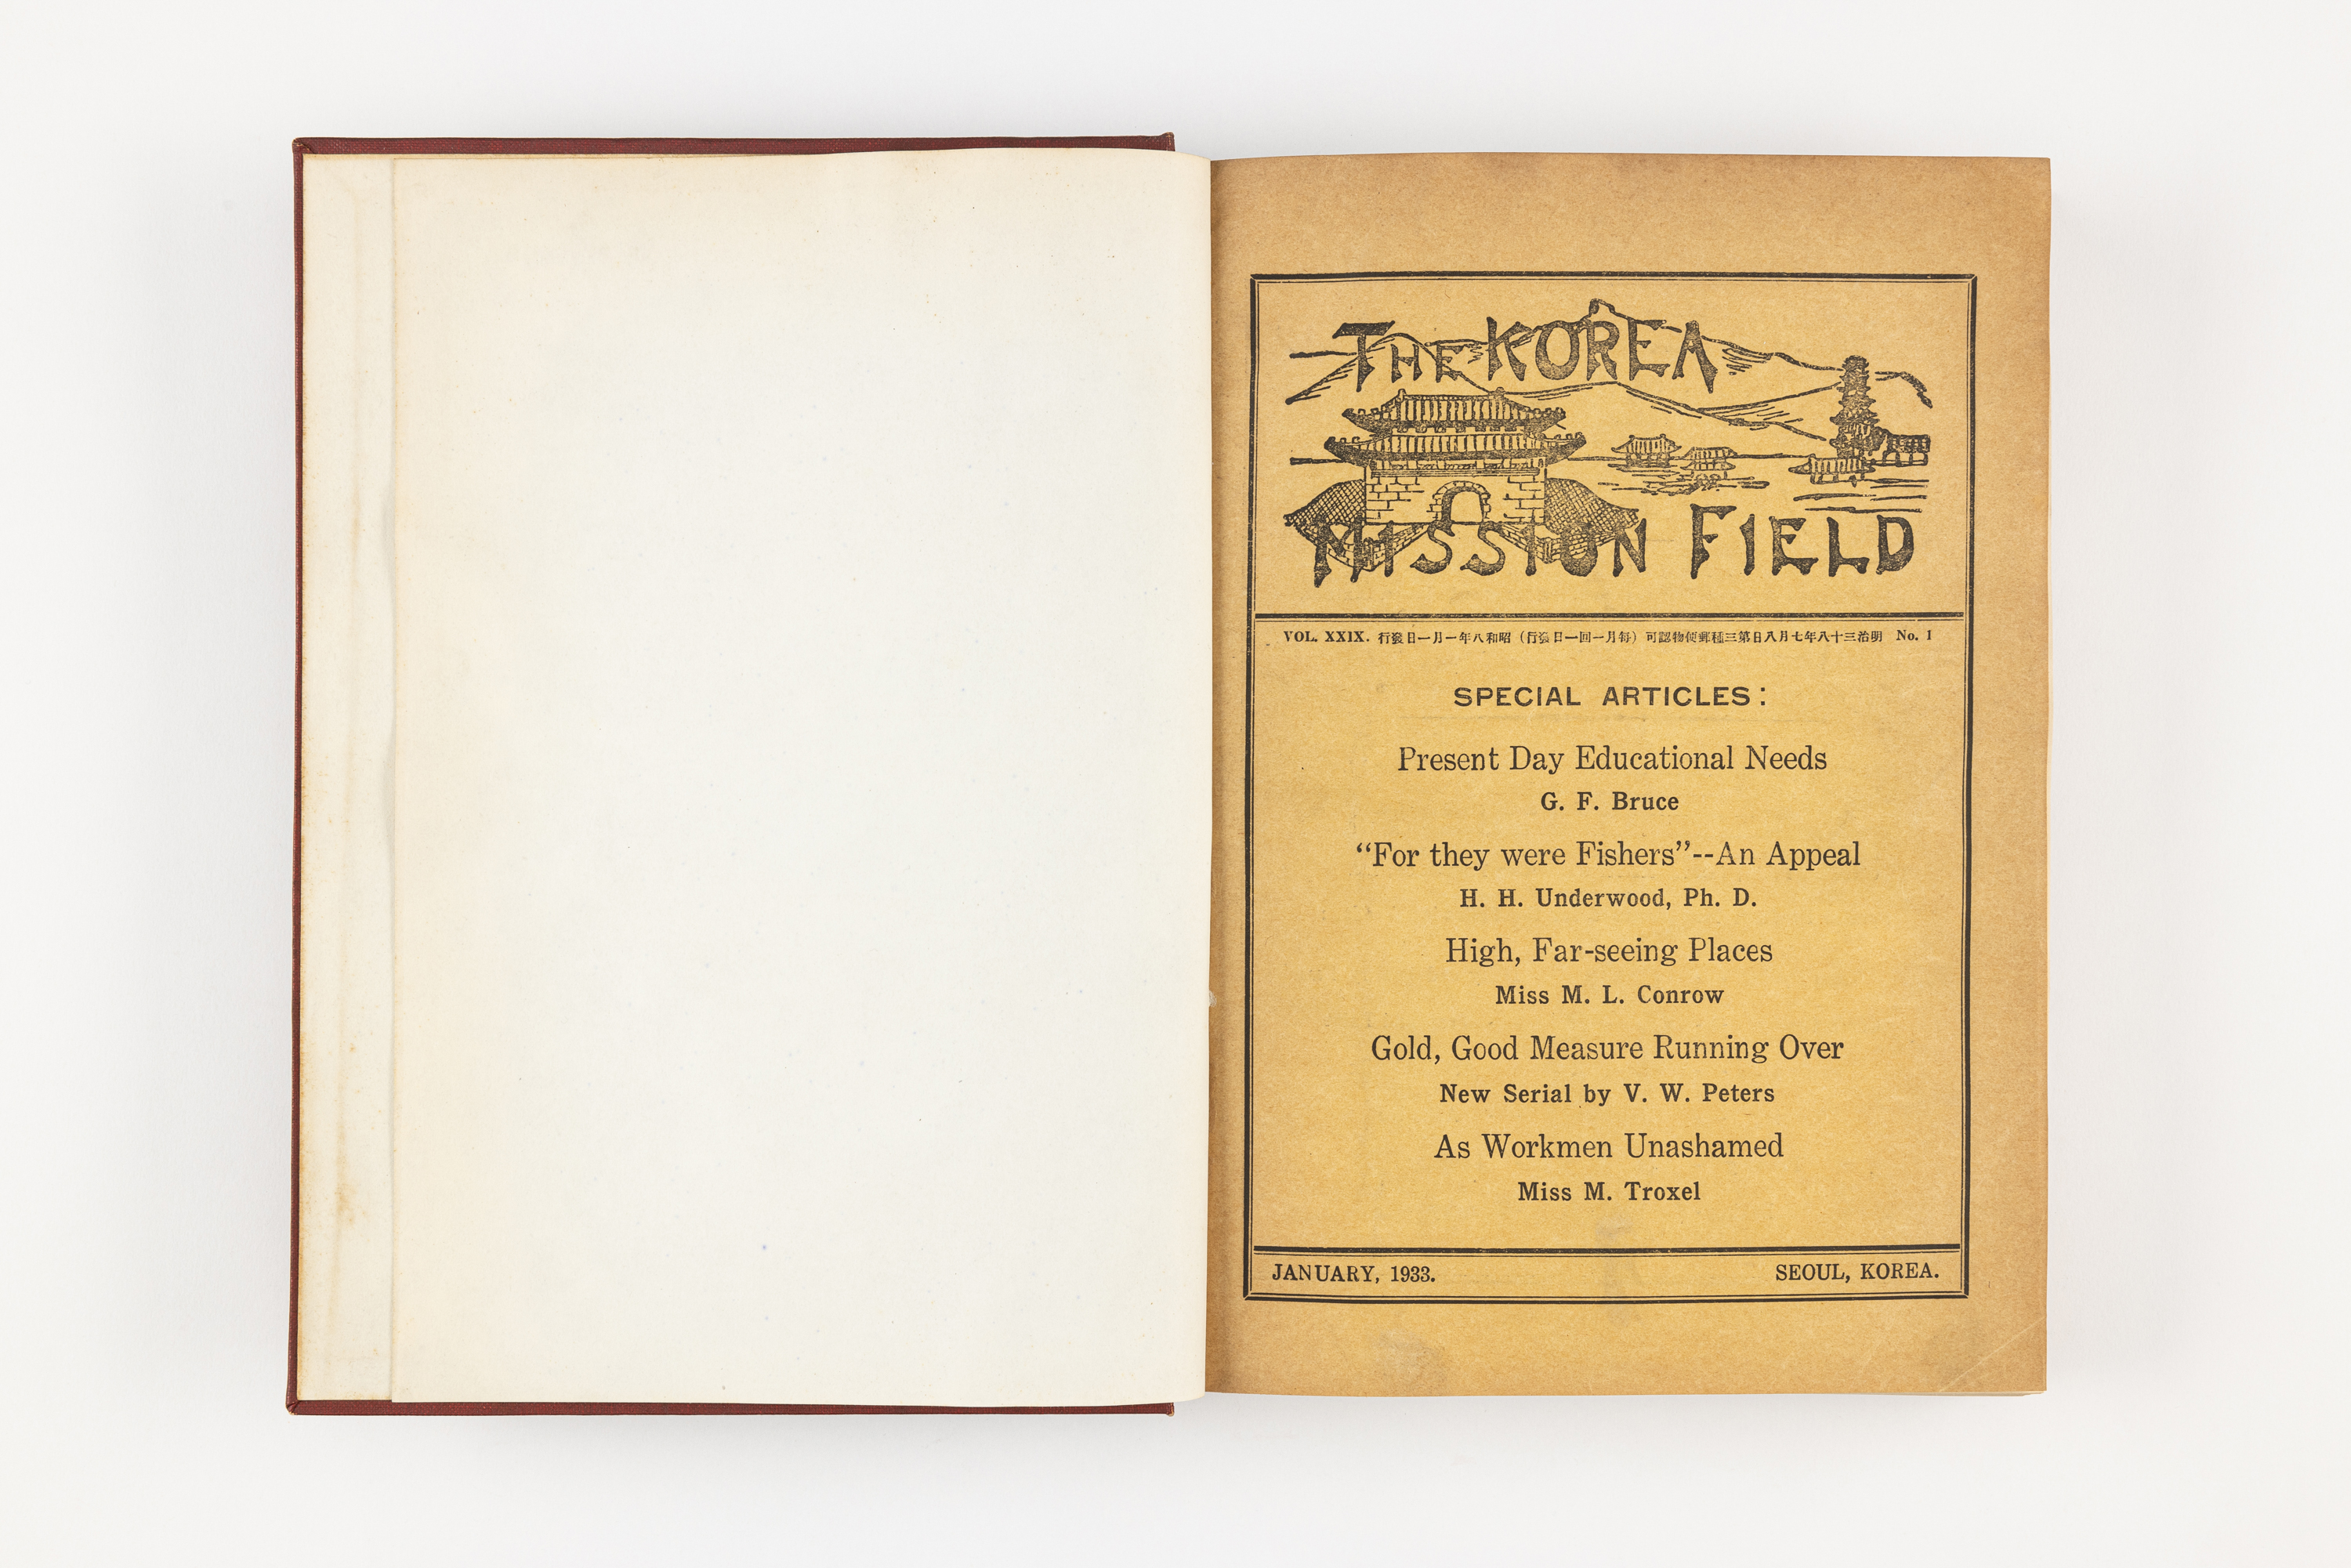 THE KOREA
MISSION FIELD
VOL. XXIX. 行發日一月一年八和昭 (行發日一回一月每) 可認物便郵種三第日八月七年八十三治明 No. 1
SPECIAL ARTICLES:
Present Day Educational Needs
G. F. Bruce
“For they were Fishers”--An Appeal
H. H. Underwood, Ph. D.
High, Far-seeing Places
Miss M. L. Conrow
Gold, Good Measure Running Over
New Serial by V. W. Peters
As Workmen Unashamed
Miss M. Troxel
JANUARY, 1933. SEOUL, KOREA.